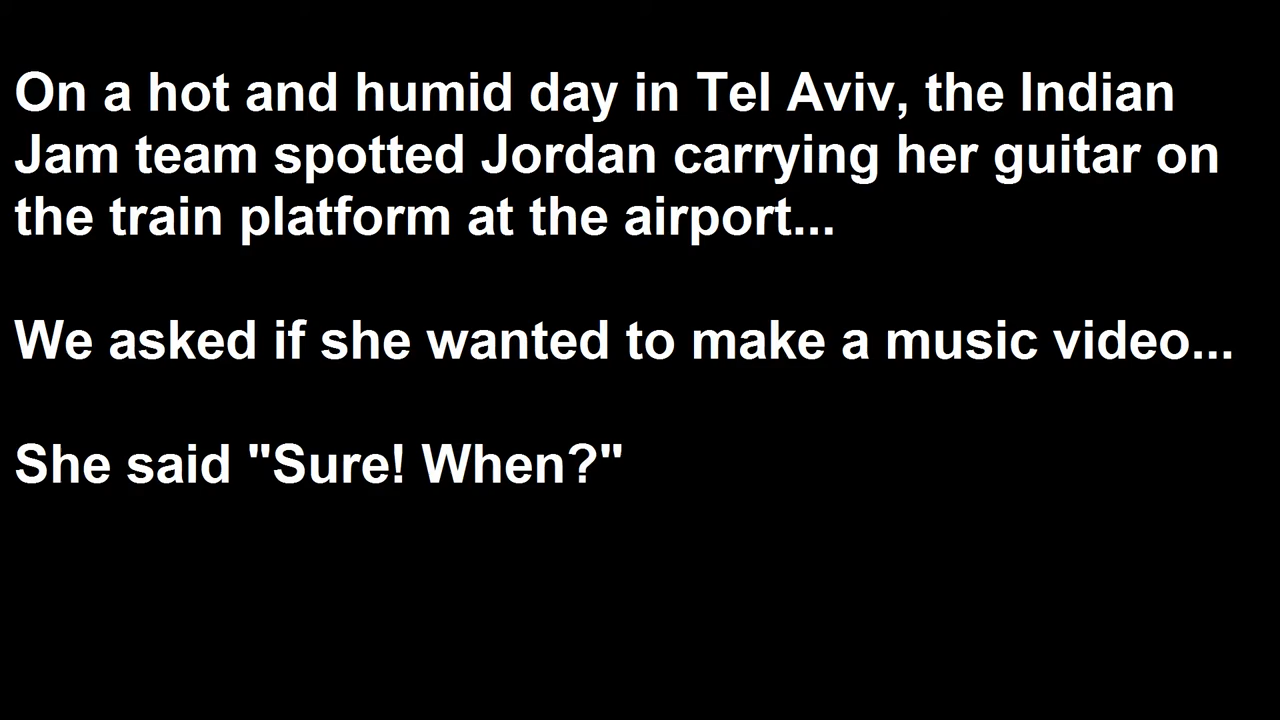 On a hot and humid day in Tel Aviv, the Indian
Jam team spotted Jordan carrying her guitar on
the train platform at the airport...
We asked if she wanted to make a music video...
She said "Sure! When?"